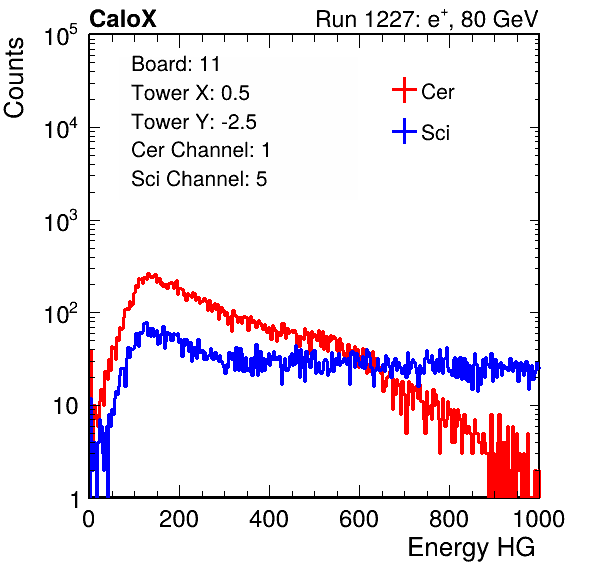 CaloX Run 1227: e⁺, 80 GeV
Counts
10⁵
10⁴
10³
10²
10
1
Board: 11
Tower X: 0.5
Tower Y: -2.5
Cer Channel: 1
Sci Channel: 5
Cer
Sci
0 200 400 600 800 1000
Energy HG